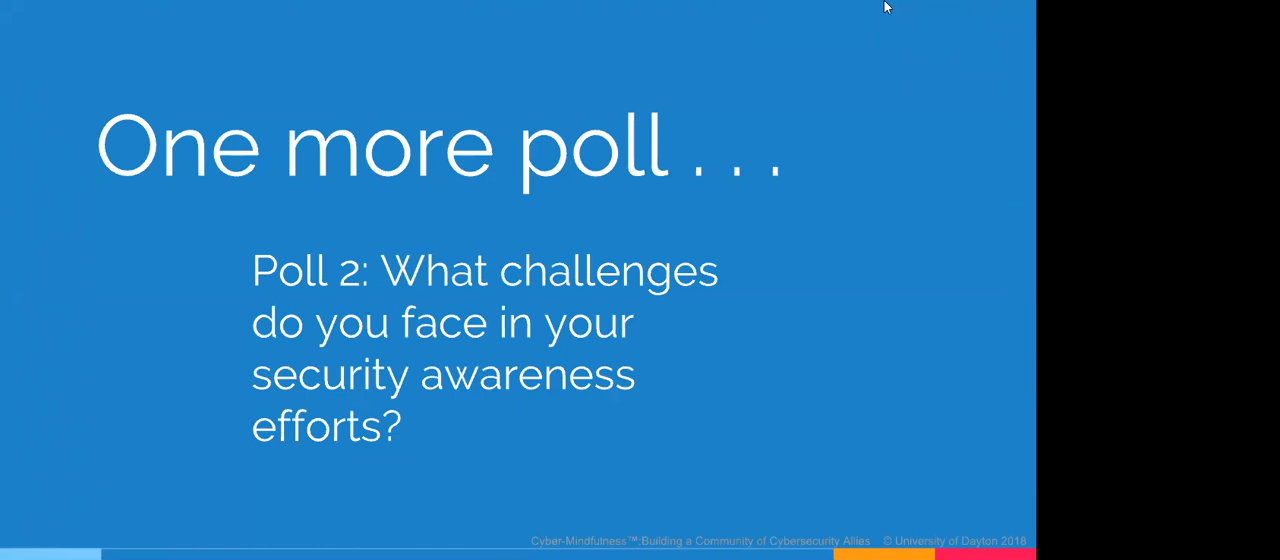 One more poll . . .
Poll 2: What challenges
do you face in your
security awareness
efforts?
Cyber-Mindfulness™:Building a Community of Cybersecurity Allies © University of Dayton 2018